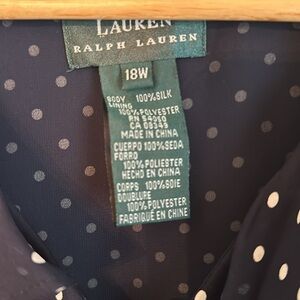 LAUREN
RALPH LAUREN
18W
BODY 100%SILK
LINING
100%POLYESTER
RN 54050
CA 08349
MADE IN CHINA
CUERPO 100%SEDA
FORRO
100%POLIESTER
HECHO EN CHINA
CORPS 100%SOIE
DOUBLURE
100%POLYESTER
FABRIQUÉ EN CHINE